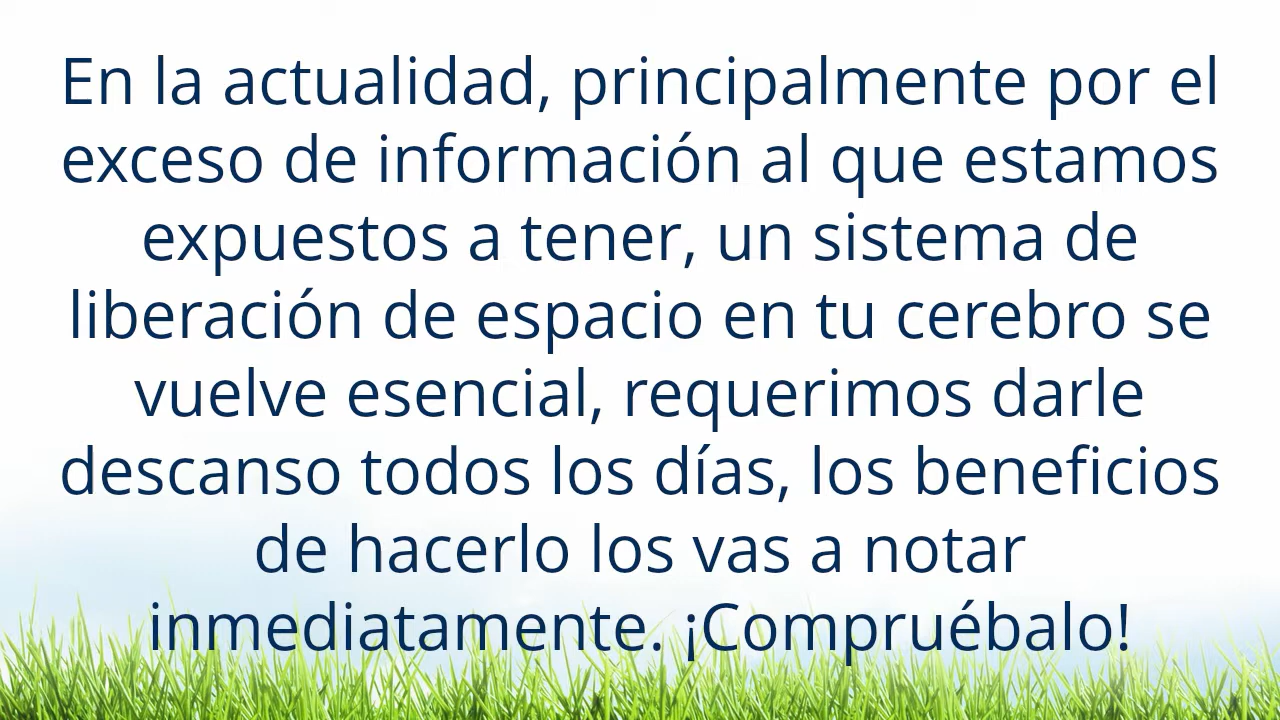 En la actualidad, principalmente por el
exceso de información al que estamos
expuestos a tener, un sistema de
liberación de espacio en tu cerebro se
vuelve esencial, requerimos darle
descanso todos los días, los beneficios
de hacerlo los vas a notar
inmediatamente. ¡Compruébalo!